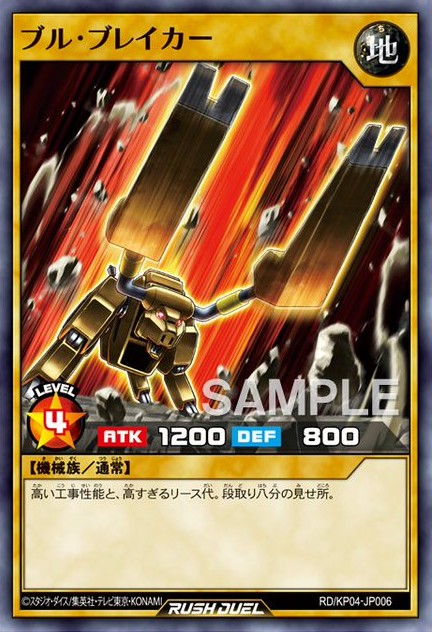 ブル・ブレイカー
地
SAMPLE
LEVEL
4
ATK 1200 DEF 800
【機械族／通常】
高い工事性能と、高すぎるリース代。段取り八分の見せ所。
©スタジオ・ダイス/集英社・テレビ東京・KONAMI
RUSH DUEL
RD/KP04-JP006